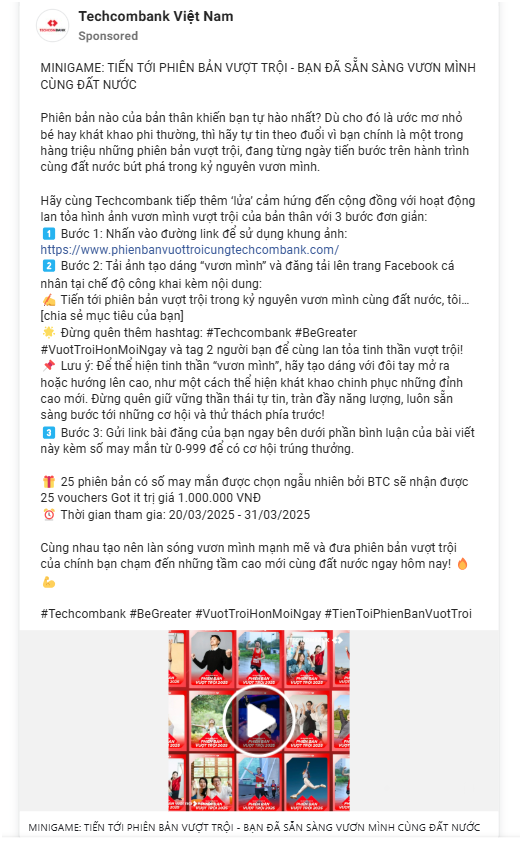 Techcombank Việt Nam
Sponsored
MINIGAME: TIẾN TỚI PHIÊN BẢN VƯỢT TRỘI - BẠN ĐÃ SẴN SÀNG VƯƠN MÌNH
CÙNG ĐẤT NƯỚC
Phiên bản nào của bản thân khiến bạn tự hào nhất? Dù cho đó là ước mơ nhỏ
bé hay khát khao phi thường, thì hãy tự tin theo đuổi vì bạn chính là một trong
hàng triệu những phiên bản vượt trội, đang từng ngày tiến bước trên hành trình
cùng đất nước bứt phá trong kỷ nguyên vươn mình.
Hãy cùng Techcombank tiếp thêm ‘lửa’ cảm hứng đến cộng đồng với hoạt động
lan tỏa hình ảnh vươn mình vượt trội của bản thân với 3 bước đơn giản:
1️⃣ Bước 1: Nhấn vào đường link để sử dụng khung ảnh:
https://www.phienbanvuottroicungtechcombank.com/
2️⃣ Bước 2: Tải ảnh tạo dáng “vươn mình” và đăng tải lên trang Facebook cá
nhân tại chế độ công khai kèm nội dung:
✍️ Tiến tới phiên bản vượt trội trong kỷ nguyên vươn mình cùng đất nước, tôi…
[chia sẻ mục tiêu của bạn]
🌟 Đừng quên thêm hashtag: #Techcombank #BeGreater
#VuotTroiHonMoiNgay và tag 2 người bạn để cùng lan tỏa tinh thần vượt trội!
📌 Lưu ý: Để thể hiện tinh thần “vươn mình”, hãy tạo dáng với đôi tay mở ra
hoặc hướng lên cao, như một cách thể hiện khát khao chinh phục những đỉnh
cao mới. Đừng quên giữ vững thần thái tự tin, tràn đầy năng lượng, luôn sẵn
sàng bước tới những cơ hội và thử thách phía trước!
3️⃣ Bước 3: Gửi link bài đăng của bạn ngay bên dưới phần bình luận của bài viết
này kèm số may mắn từ 0-999 để có cơ hội trúng thưởng.
🎁 25 phiên bản có số may mắn được chọn ngẫu nhiên bởi BTC sẽ nhận được
25 vouchers Got it trị giá 1.000.000 VNĐ
⏰ Thời gian tham gia: 20/03/2025 - 31/03/2025
Cùng nhau tạo nên làn sóng vươn mình mạnh mẽ và đưa phiên bản vượt trội
của chính bạn chạm đến những tầm cao mới cùng đất nước ngay hôm nay! 🔥
💪
#Techcombank #BeGreater #VuotTroiHonMoiNgay #TienToiPhienBanVuotTroi
MINIGAME: TIẾN TỚI PHIÊN BẢN VƯỢT TRỘI - BẠN ĐÃ SẴN SÀNG VƯƠN MÌNH CÙNG ĐẤT NƯỚC